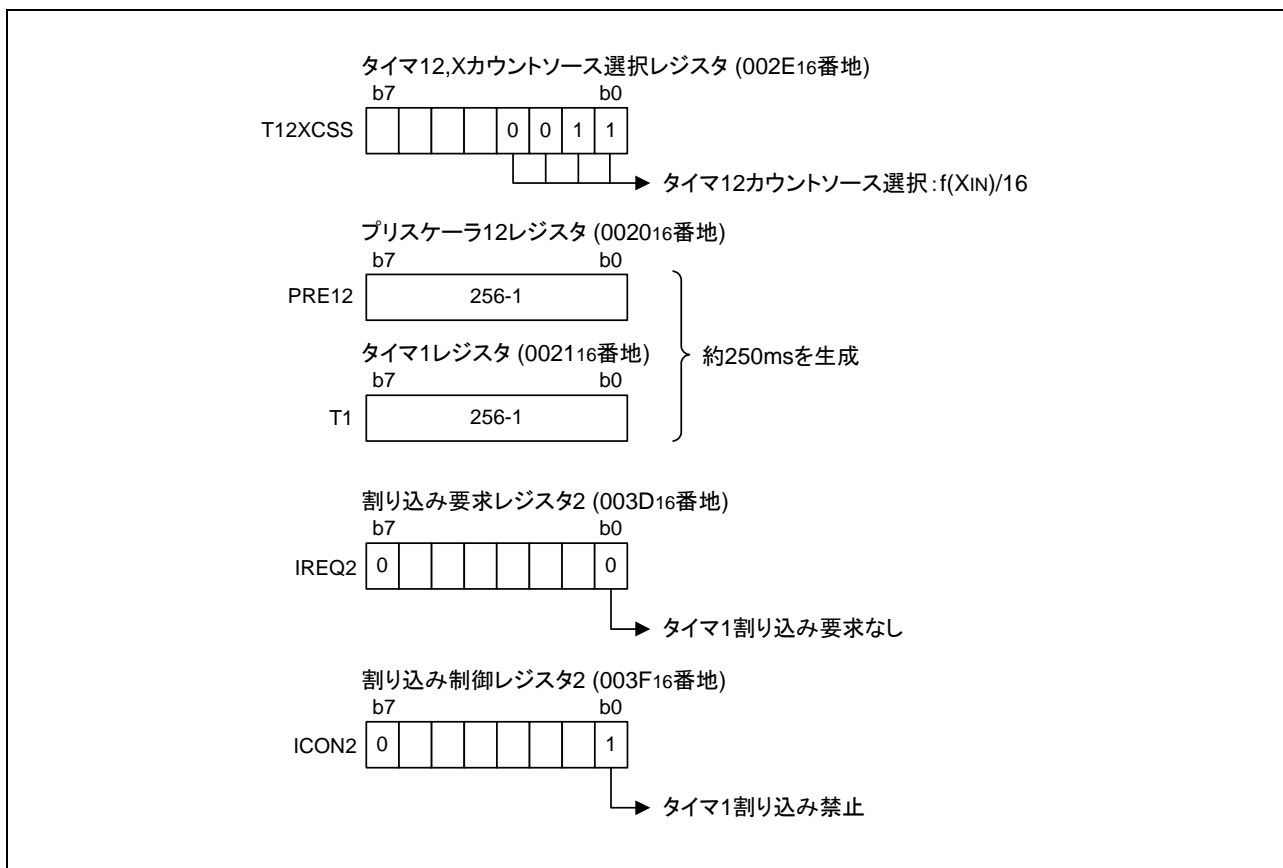 タイマ12,Xカウントソース選択レジスタ (002E16番地)
b7 b0
T12XCSS 0 0 1 1
タイマ12カウントソース選択：f(XIN)/16
プリスケーラ12レジスタ (002016番地)
b7 b0
PRE12 256-1
タイマ1レジスタ (002116番地)
約250msを生成
b7 b0
T1 256-1
割り込み要求レジスタ2 (003D16番地)
b7 b0
IREQ2 0 0
タイマ1割り込み要求なし
割り込み制御レジスタ2 (003F16番地)
b7 b0
ICON2 0 1
タイマ1割り込み禁止